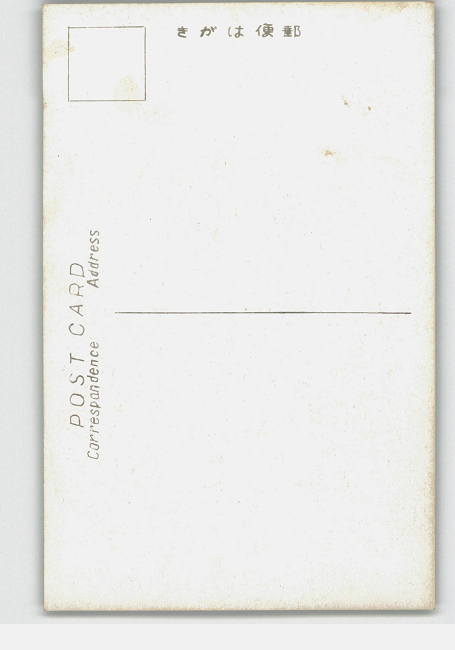 郵便はがき
POST CARD
Correspondence Address